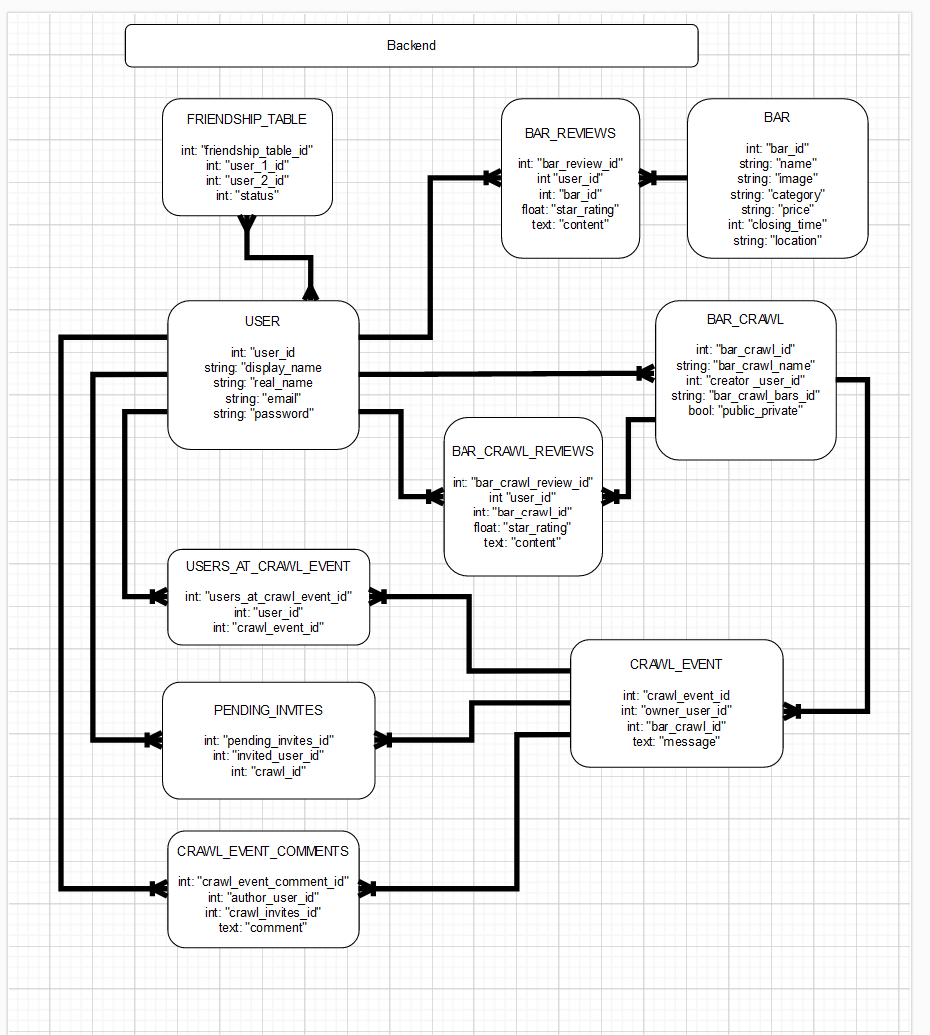 Backend
FRIENDSHIP_TABLE
int: "friendship_table_id"
int: "user_1_id"
int: "user_2_id"
int: "status"
BAR_REVIEWS
int: "bar_review_id"
int "user_id"
int: "bar_id"
float: "star_rating"
text: "content"
BAR
int: "bar_id"
string: "name"
string: "image"
string: "category"
string: "price"
int: "closing_time"
string: "location"
USER
int: "user_id
string: "display_name
string: "real_name
string: "email"
string: "password"
BAR_CRAWL
int: "bar_crawl_id"
string: "bar_crawl_name"
int: "creator _user_id"
string: "bar_crawl_bars_id"
bool: "public_private"
BAR_CRAWL_REVIEWS
int: "bar_crawl_review_id"
int "user_id"
int: "bar_crawl_id"
float: "star_rating"
text: "content"
USERS_AT_CRAWL_EVENT
int: "users_at_crawl_event_id"
int: "user_id"
int: "crawl_event_id"
CRAWL_EVENT
int: "crawl_event_id
int: "owner_user_id"
int: "bar_crawl_id"
text: "message"
PENDING_INVITES
int: "pending_invites_id"
int: "invited_user_id"
int: "crawl_id"
CRAWL_EVENT_COMMENTS
int: "crawl_event_comment_id"
int: "author_user_id"
int: "crawl_invites_id"
text: "comment"